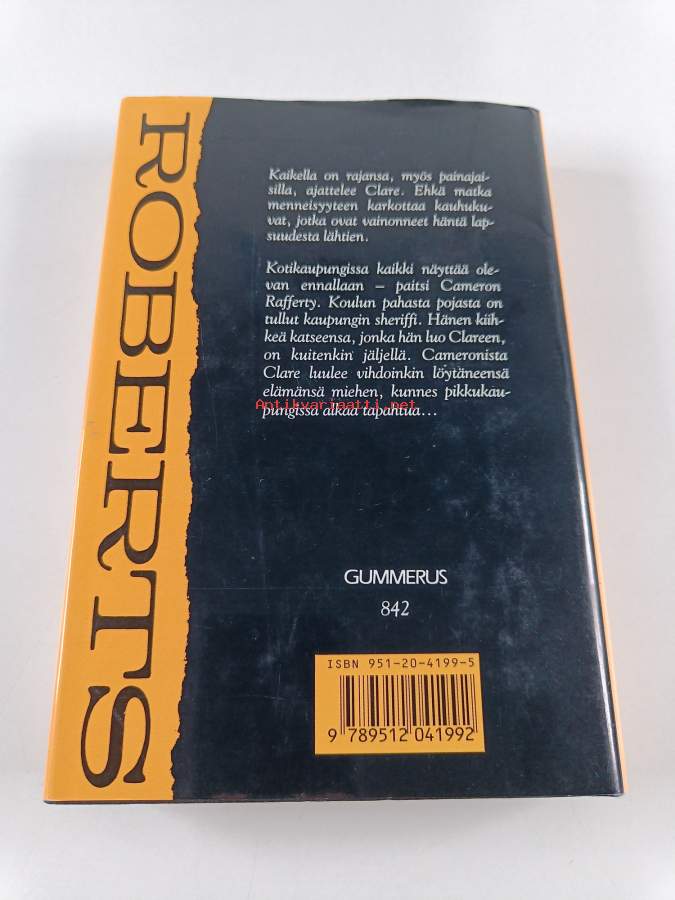 ROBERTS
Kaikella on rajansa, myös painajai-
silla, ajattelee Clare. Ehkä matka
menneisyyteen karkottaa kauhuku-
vat, jotka ovat vainonneet häntä lap-
suudesta lähtien.
Kotikaupungissa kaikki näyttää ole-
van ennallaan – paitsi Cameron
Rafferty. Koulun pahasta pojasta on
tullut kaupungin sheriffi. Hänen kiih-
keä katseensa, jonka hän luo Clareen,
on kuitenkin jäljellä. Cameronista
Clare luulee vihdoinkin löytäneensä
elämänsä miehen, kunnes pikkukau-
pungissa alkaa tapahtua...
Antikvariaatti.net
GUMMERUS
842
ISBN 951-20-4199-5
9 789512 041992